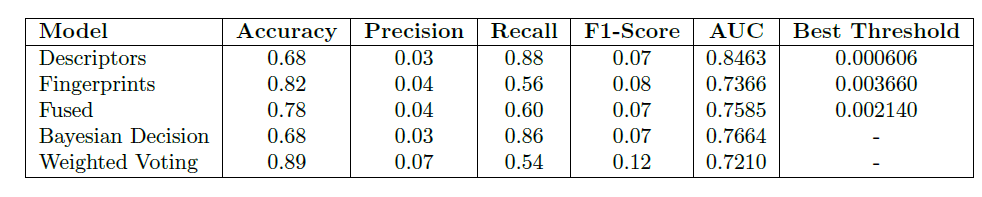 Model Accuracy Precision Recall F1-Score AUC Best Threshold
Descriptors 0.68 0.03 0.88 0.07 0.8463 0.000606
Fingerprints 0.82 0.04 0.56 0.08 0.7366 0.003660
Fused 0.78 0.04 0.60 0.07 0.7585 0.002140
Bayesian Decision 0.68 0.03 0.86 0.07 0.7664 -
Weighted Voting 0.89 0.07 0.54 0.12 0.7210 -